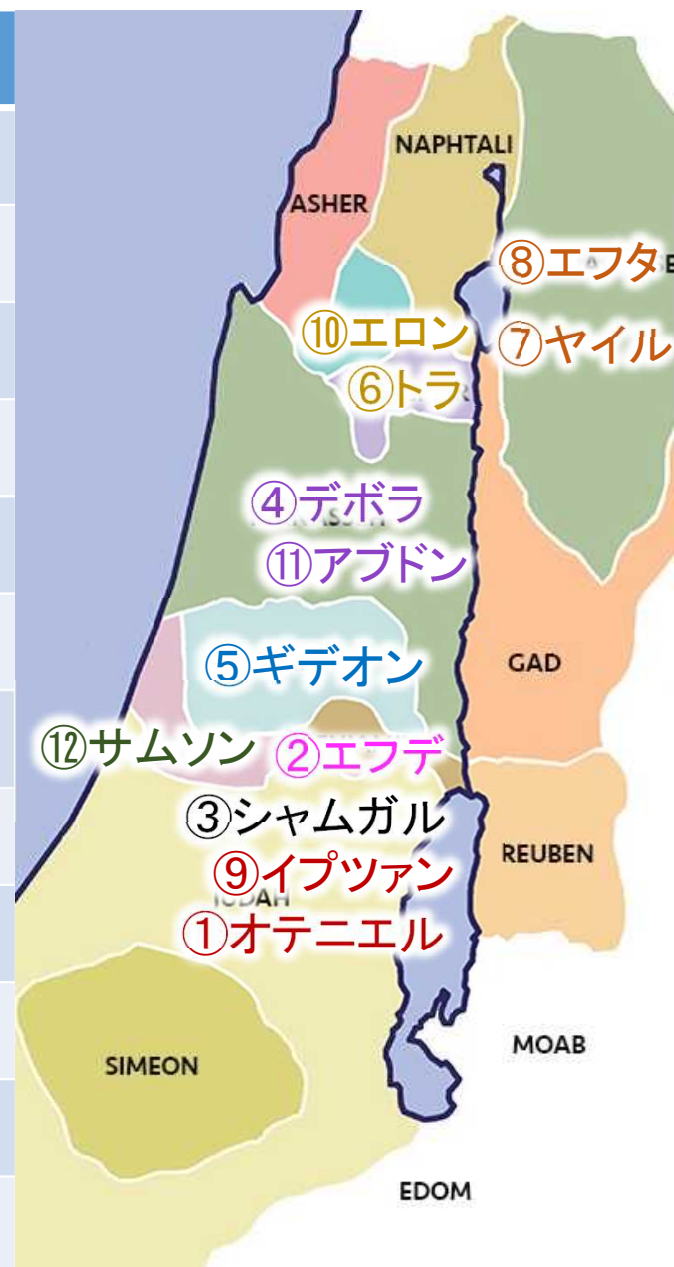 NAPHTALI
ASHER
⑧エフタ
⑩エロン
⑦ヤイル
⑥トラ
④デボラ
⑪アブドン
⑤ギデオン
GAD
⑫サムソン
②エフデ
③シャムガル
REUBEN
⑨イプツァン
JUDAH
①オテニエル
MOAB
SIMEON
EDOM